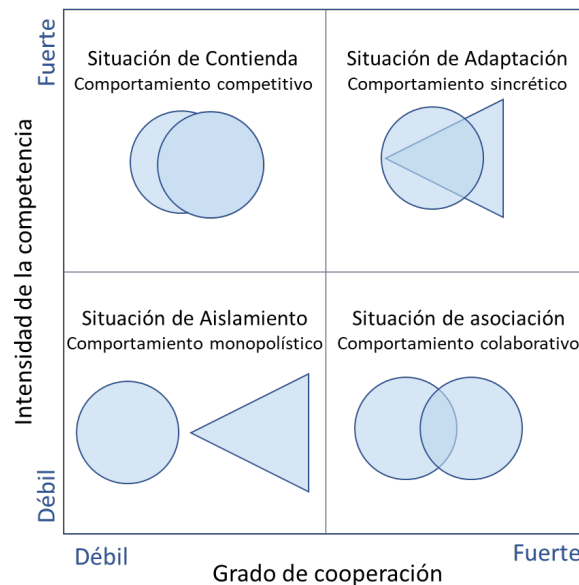 Fuerte
Intensidad de la competencia
Débil
Situación de Contienda
Comportamiento competitivo
Situación de Adaptación
Comportamiento sincrético
Situación de Aislamiento
Comportamiento monopolístico
Situación de asociación
Comportamiento colaborativo
Débil
Grado de cooperación
Fuerte